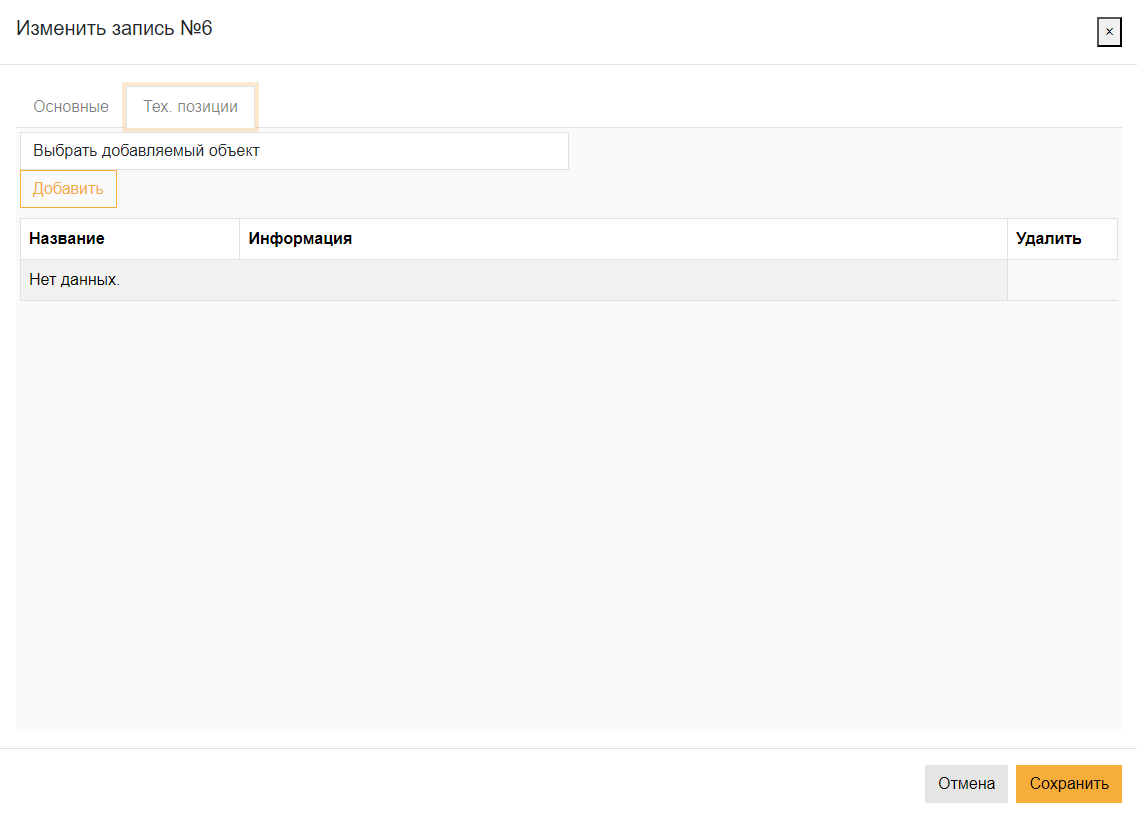 Изменить запись №6
×
Основные Тех. позиции
Выбрать добавляемый объект
Добавить
Название Информация Удалить
Нет данных.
Отмена Сохранить